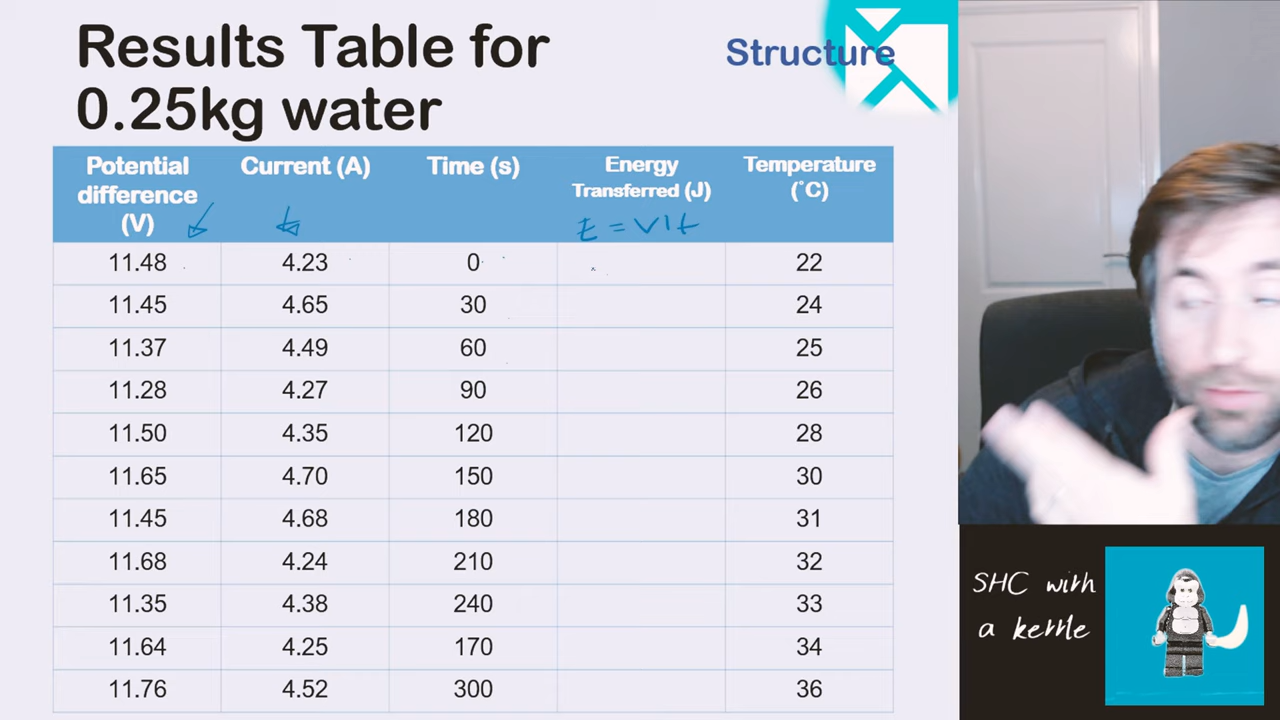 Results Table for
0.25kg water
Structure
Potential difference (V) Current (A) Time (s) Energy Transferred (J) Temperature (˚C)
E = VIt
11.48 4.23 0 22
11.45 4.65 30 24
11.37 4.49 60 25
11.28 4.27 90 26
11.50 4.35 120 28
11.65 4.70 150 30
11.45 4.68 180 31
11.68 4.24 210 32
11.35 4.38 240 33
11.64 4.25 170 34
11.76 4.52 300 36
SHC with
a kettle